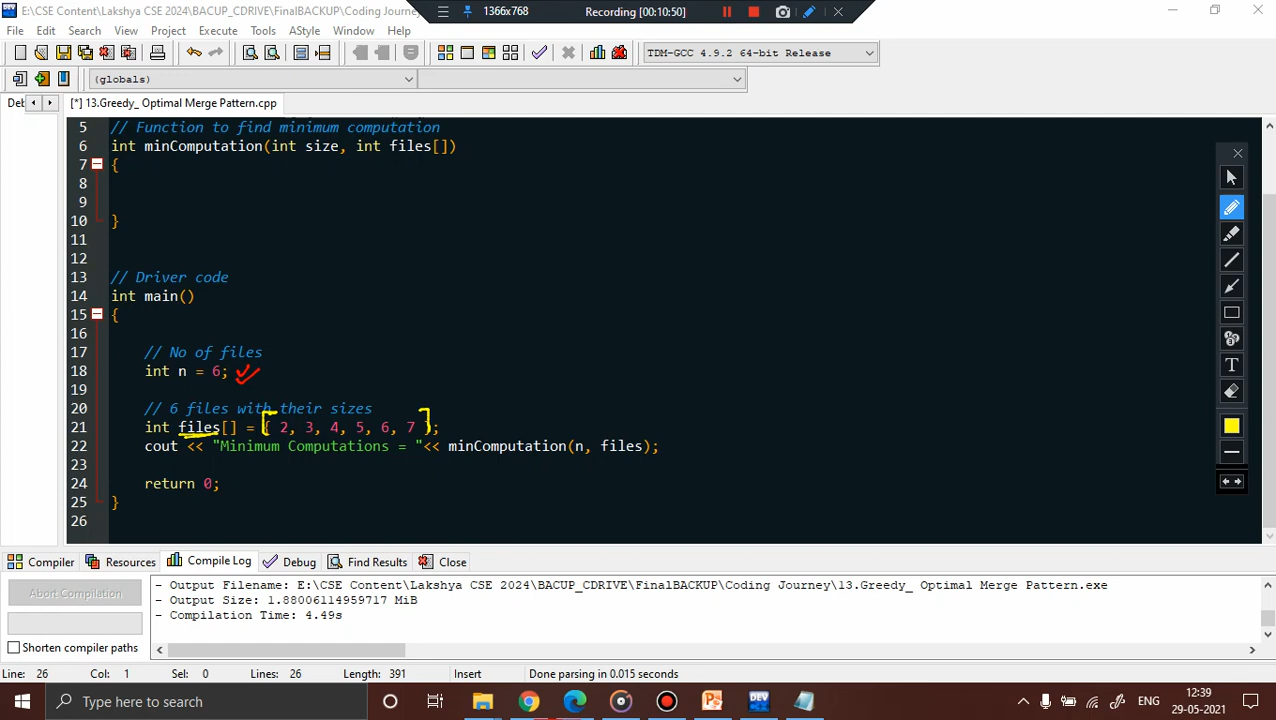 E:\CSE Content\Lakshya CSE 2024\BACUP_CDRIVE\FinalBACKUP\Coding Journey\
1366x768
Recording [00:10:50]
File Edit Search View Project Execute Tools AStyle Window Help
TDM-GCC 4.9.2 64-bit Release
(globals)
Det
[*] 13.Greedy_ Optimal Merge Pattern.cpp
5 // Function to find minimum computation
6 int minComputation(int size, int files[])
7 {
8
9
10 }
11
12
13 // Driver code
14 int main()
15 {
16
17 // No of files
18 int n = 6;
19
20 // 6 files with their sizes
21 int files[] = { 2, 3, 4, 5, 6, 7 };
22 cout << "Minimum Computations = "<< minComputation(n, files);
23
24 return 0;
25 }
26
T
Compiler Resources Compile Log Debug Find Results Close
Abort Compilation
Shorten compiler paths
- Output Filename: E:\CSE Content\Lakshya CSE 2024\BACUP_CDRIVE\FinalBACKUP\Coding Journey\13.Greedy_ Optimal Merge Pattern.exe
- Output Size: 1.88006114959717 MiB
- Compilation Time: 4.49s
Line: 26 Col: 1 Sel: 0 Lines: 26 Length: 391 Insert Done parsing in 0.015 seconds
Type here to search
DEV
ENG
12:39
29-05-2021